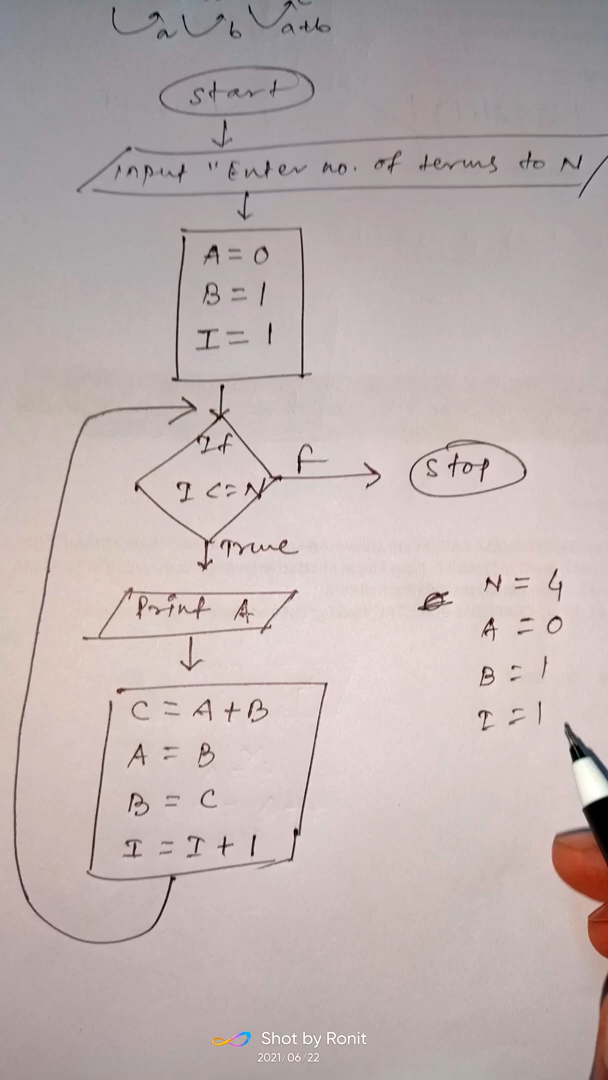 a b a+b
start
input "Enter no. of terms to N
A = 0
B = 1
I = 1
If
I <= N
F
stop
True
Print A
C = A + B
A = B
B = C
I = I + 1
N = 4
A = 0
B = 1
I = 1
Shot by Ronit
2021/06/22